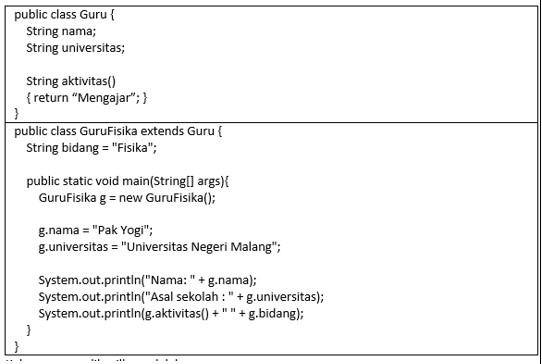 public class Guru {
String nama;
String universitas;
String aktivitas()
{ return “Mengajar”; }
}
public class GuruFisika extends Guru {
String bidang = "Fisika";
public static void main(String[] args){
GuruFisika g = new GuruFisika();
g.nama = "Pak Yogi";
g.universitas = "Universitas Negeri Malang";
System.out.println("Nama: " + g.nama);
System.out.println("Asal sekolah : " + g.universitas);
System.out.println(g.aktivitas() + " " + g.bidang);
}
}